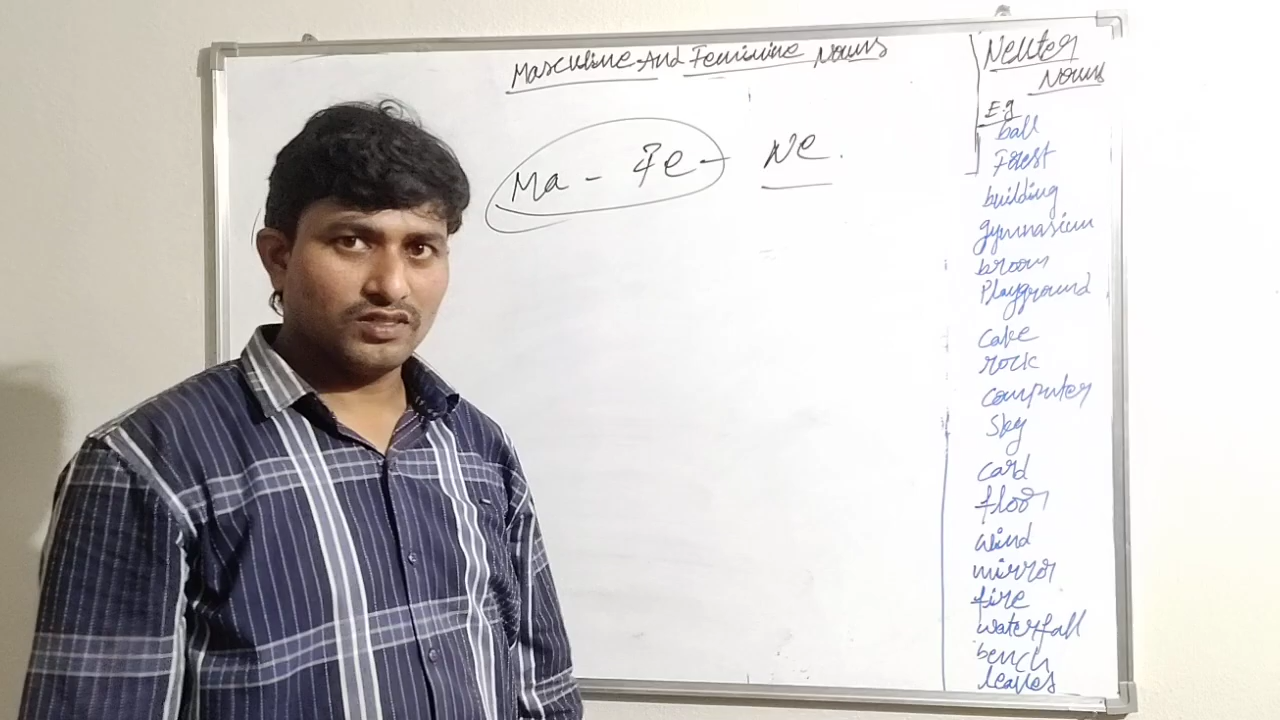 Masculine And Feminine Nouns
Ma - Fe - Ne.
Neuter
Nouns
E.g
ball
Forest
building
gymnasium
broom
Playground
cake
rock
computer
sky
card
floor
wind
mirror
fire
waterfall
bench
leaves